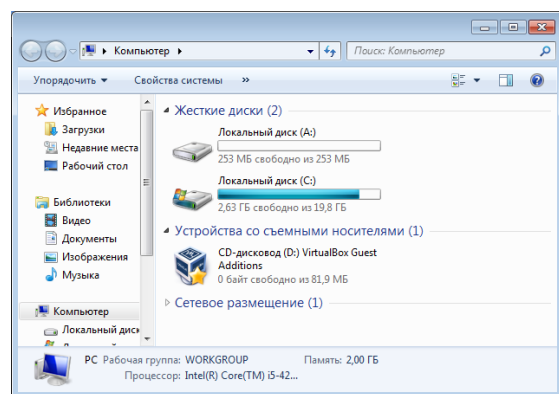 Компьютер
Поиск: Компьютер
Упорядочить
Свойства системы
»
Избранное
Загрузки
Недавние места
Рабочий стол
Библиотеки
Видео
Документы
Изображения
Музыка
Компьютер
Локальный диск
Жесткие диски (2)
Локальный диск (A:)
253 МБ свободно из 253 МБ
Локальный диск (C:)
2,63 ГБ свободно из 19,8 ГБ
Устройства со съемными носителями (1)
CD-дисковод (D:) VirtualBox Guest
Additions
0 байт свободно из 81,9 МБ
Сетевое размещение (1)
PC Рабочая группа: WORKGROUP Память: 2,00 ГБ
Процессор: Intel(R) Core(TM) i5-42...